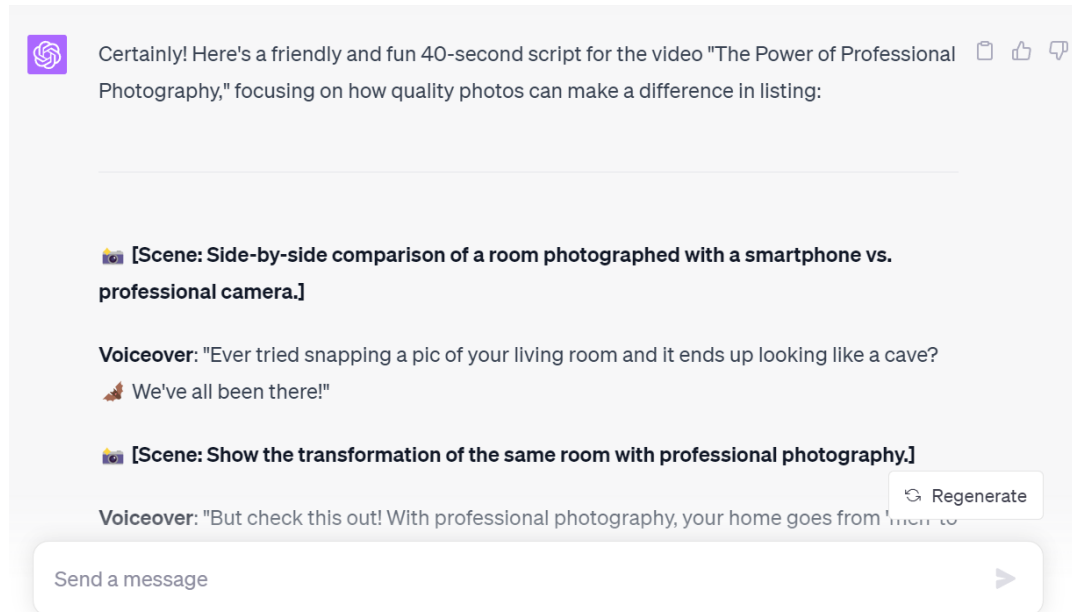 Certainly! Here's a friendly and fun 40-second script for the video "The Power of Professional
Photography," focusing on how quality photos can make a difference in listing:
📸 [Scene: Side-by-side comparison of a room photographed with a smartphone vs.
professional camera.]
Voiceover: "Ever tried snapping a pic of your living room and it ends up looking like a cave?
🦇 We've all been there!"
📸 [Scene: Show the transformation of the same room with professional photography.]
Regenerate
Voiceover: "But check this out! With professional photography, your home goes from 'meh' to
Send a message